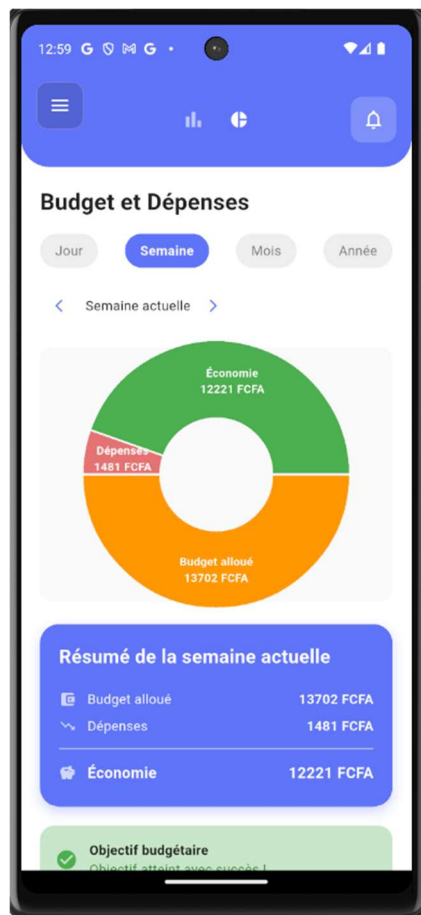 12:59
Budget et Dépenses
Jour Semaine Mois Année
Semaine actuelle
Économie
12221 FCFA
Dépenses
1481 FCFA
Budget alloué
13702 FCFA
Résumé de la semaine actuelle
Budget alloué 13702 FCFA
Dépenses 1481 FCFA
Économie 12221 FCFA
Objectif budgétaire
Objectif atteint avec succès !